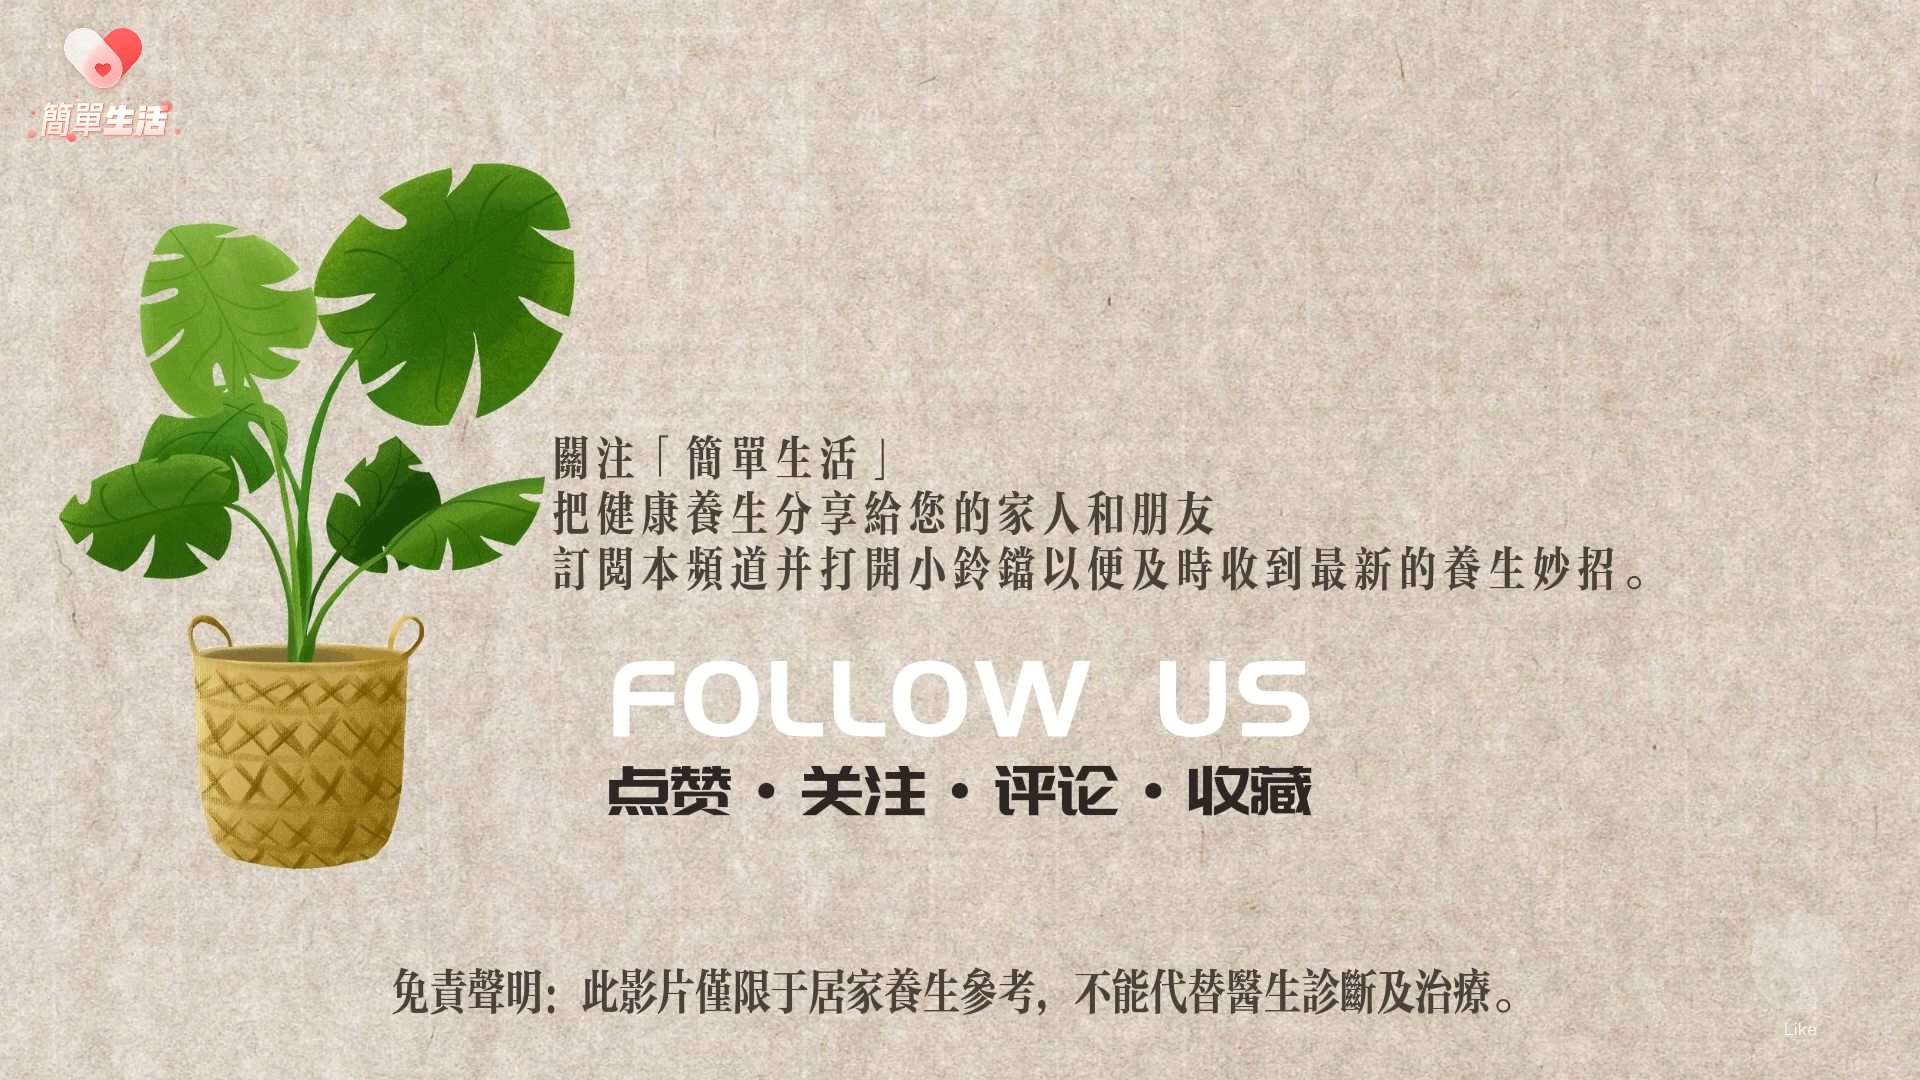 簡單生活
關注「簡單生活」
把健康養生分享給您的家人和朋友
訂閱本頻道并打開小鈴鐺以便及時收到最新的養生妙招。
FOLLOW US
点赞·关注·评论·收藏
免責聲明：此影片僅限于居家養生參考，不能代替醫生診斷及治療。
Like